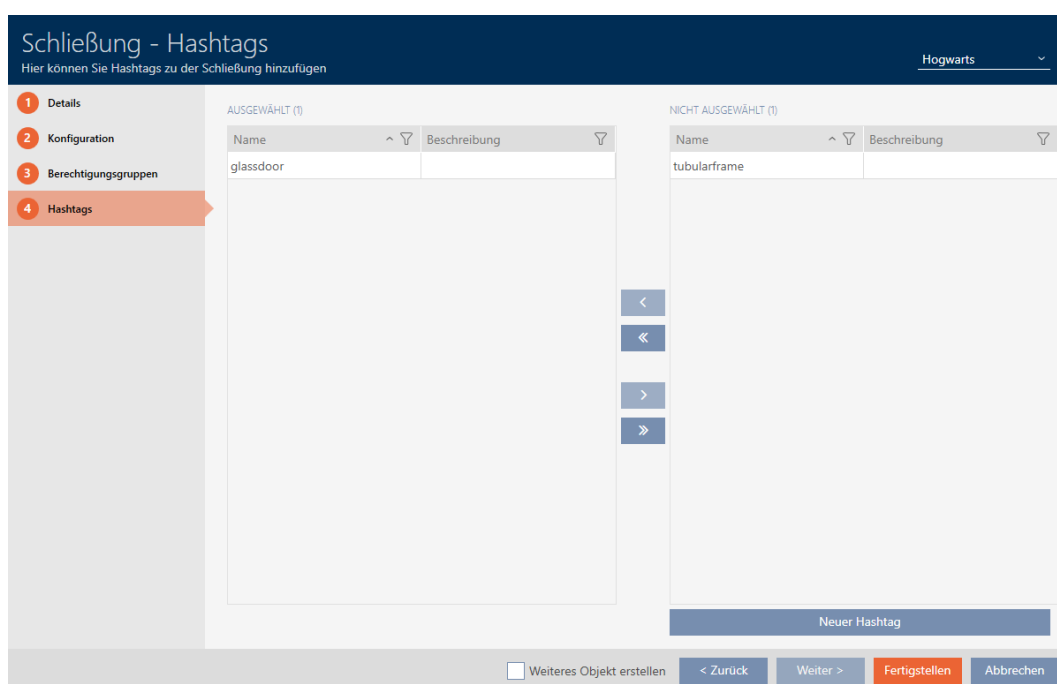 Schließung - Hashtags
Hier können Sie Hashtags zu der Schließung hinzufügen
Hogwarts
1 Details
2 Konfiguration
3 Berechtigungsgruppen
4 Hashtags
AUSGEWÄHLT (1)
Name Beschreibung
glassdoor
NICHT AUSGEWÄHLT (1)
Name Beschreibung
tubularframe
Neuer Hashtag
Weiteres Objekt erstellen
< Zurück
Weiter >
Fertigstellen
Abbrechen